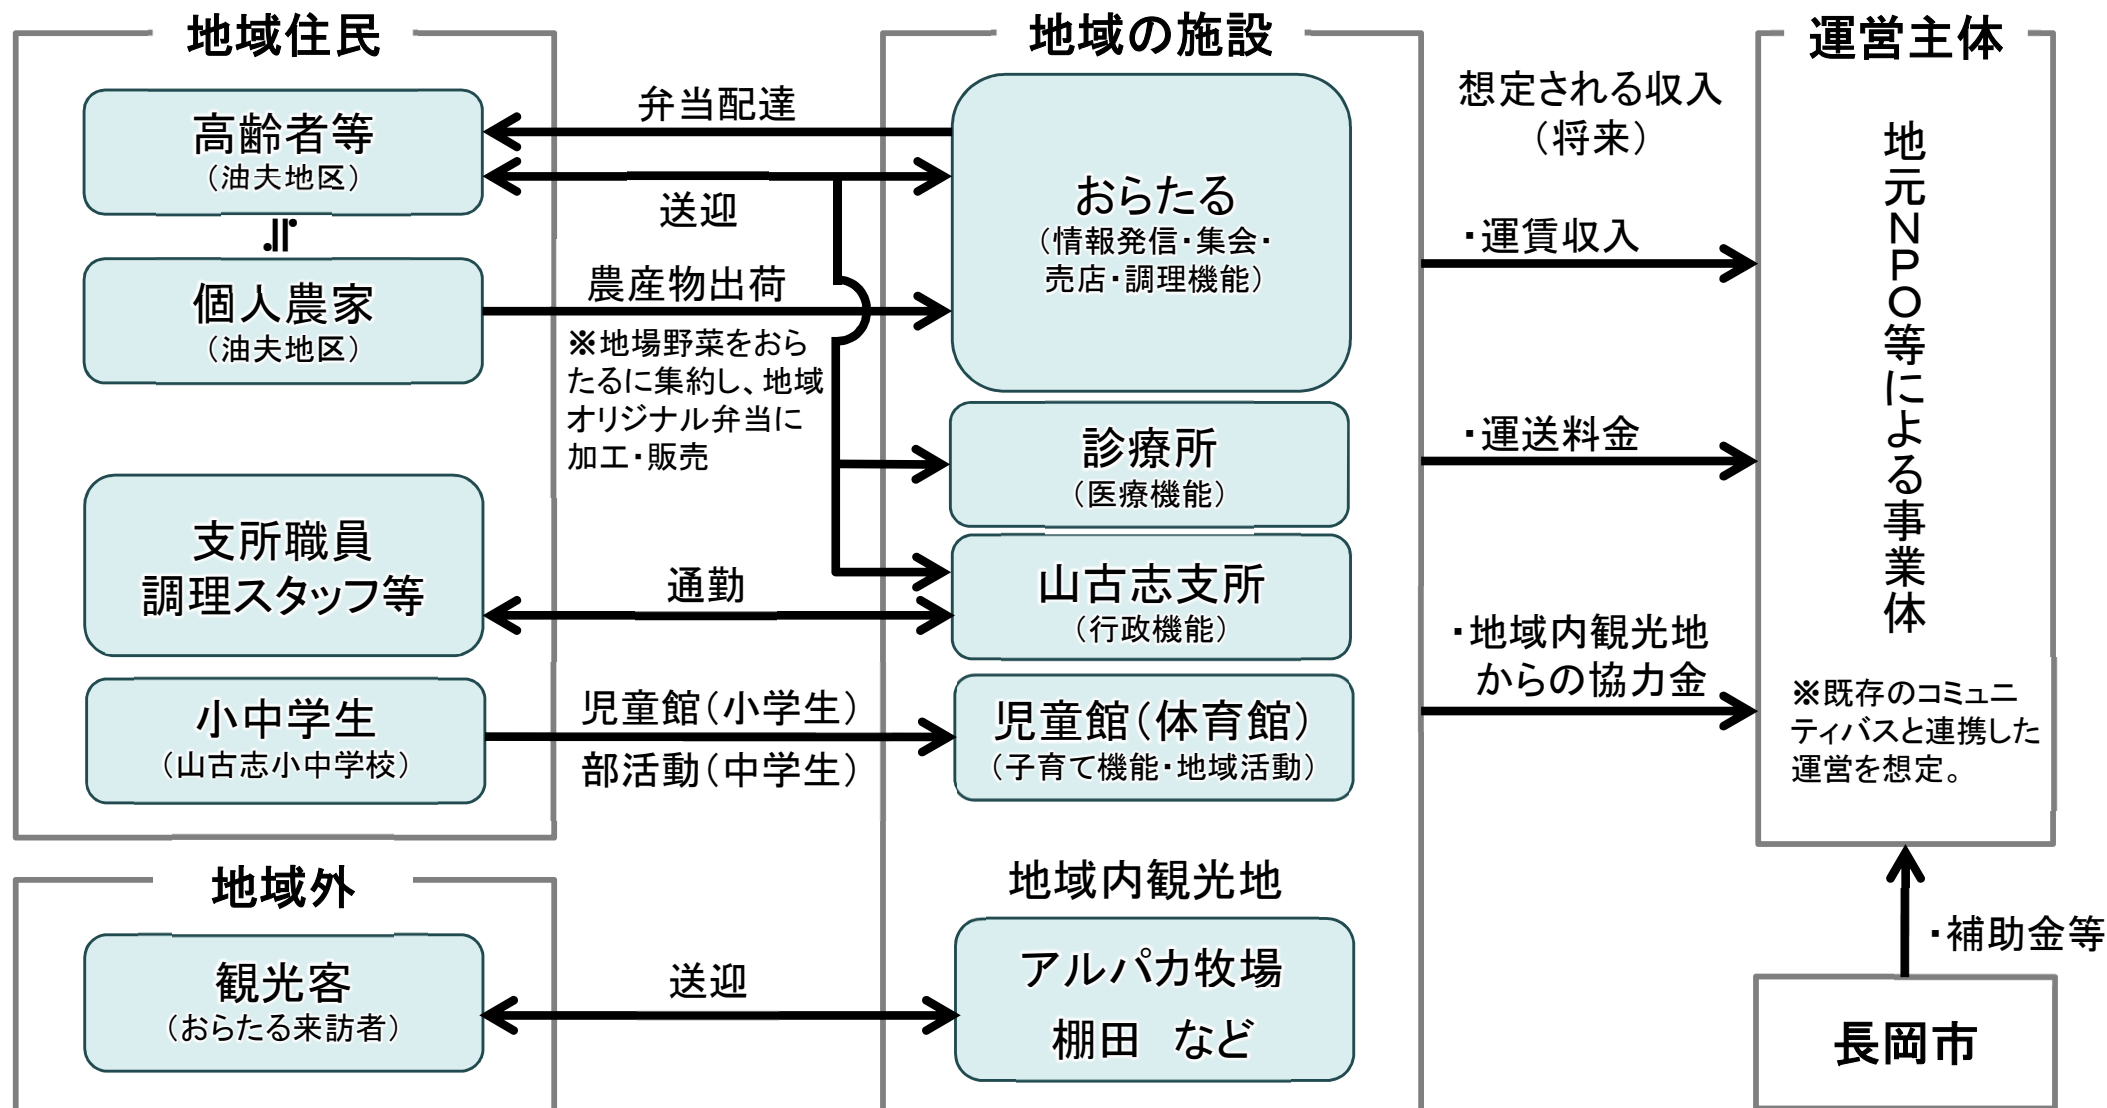 地域住民
高齢者等
（油夫地区）
個人農家
（油夫地区）
支所職員
調理スタッフ等
小中学生
（山古志小中学校）
地域外
観光客
（おらたる来訪者）
弁当配達
送迎
農産物出荷
※地場野菜をおら
たるに集約し、地域
オリジナル弁当に
加工・販売
通勤
児童館（小学生）
部活動（中学生）
送迎
地域の施設
おらたる
（情報発信・集会・
売店・調理機能）
診療所
（医療機能）
山古志支所
（行政機能）
児童館（体育館）
（子育て機能・地域活動）
地域内観光地
アルパカ牧場
棚田　など
想定される収入
（将来）
・運賃収入
・運送料金
・地域内観光地
からの協力金
運営主体
地元ＮＰＯ等による事業体
※既存のコミュニ
ティバスと連携した
運営を想定。
・補助金等
長岡市